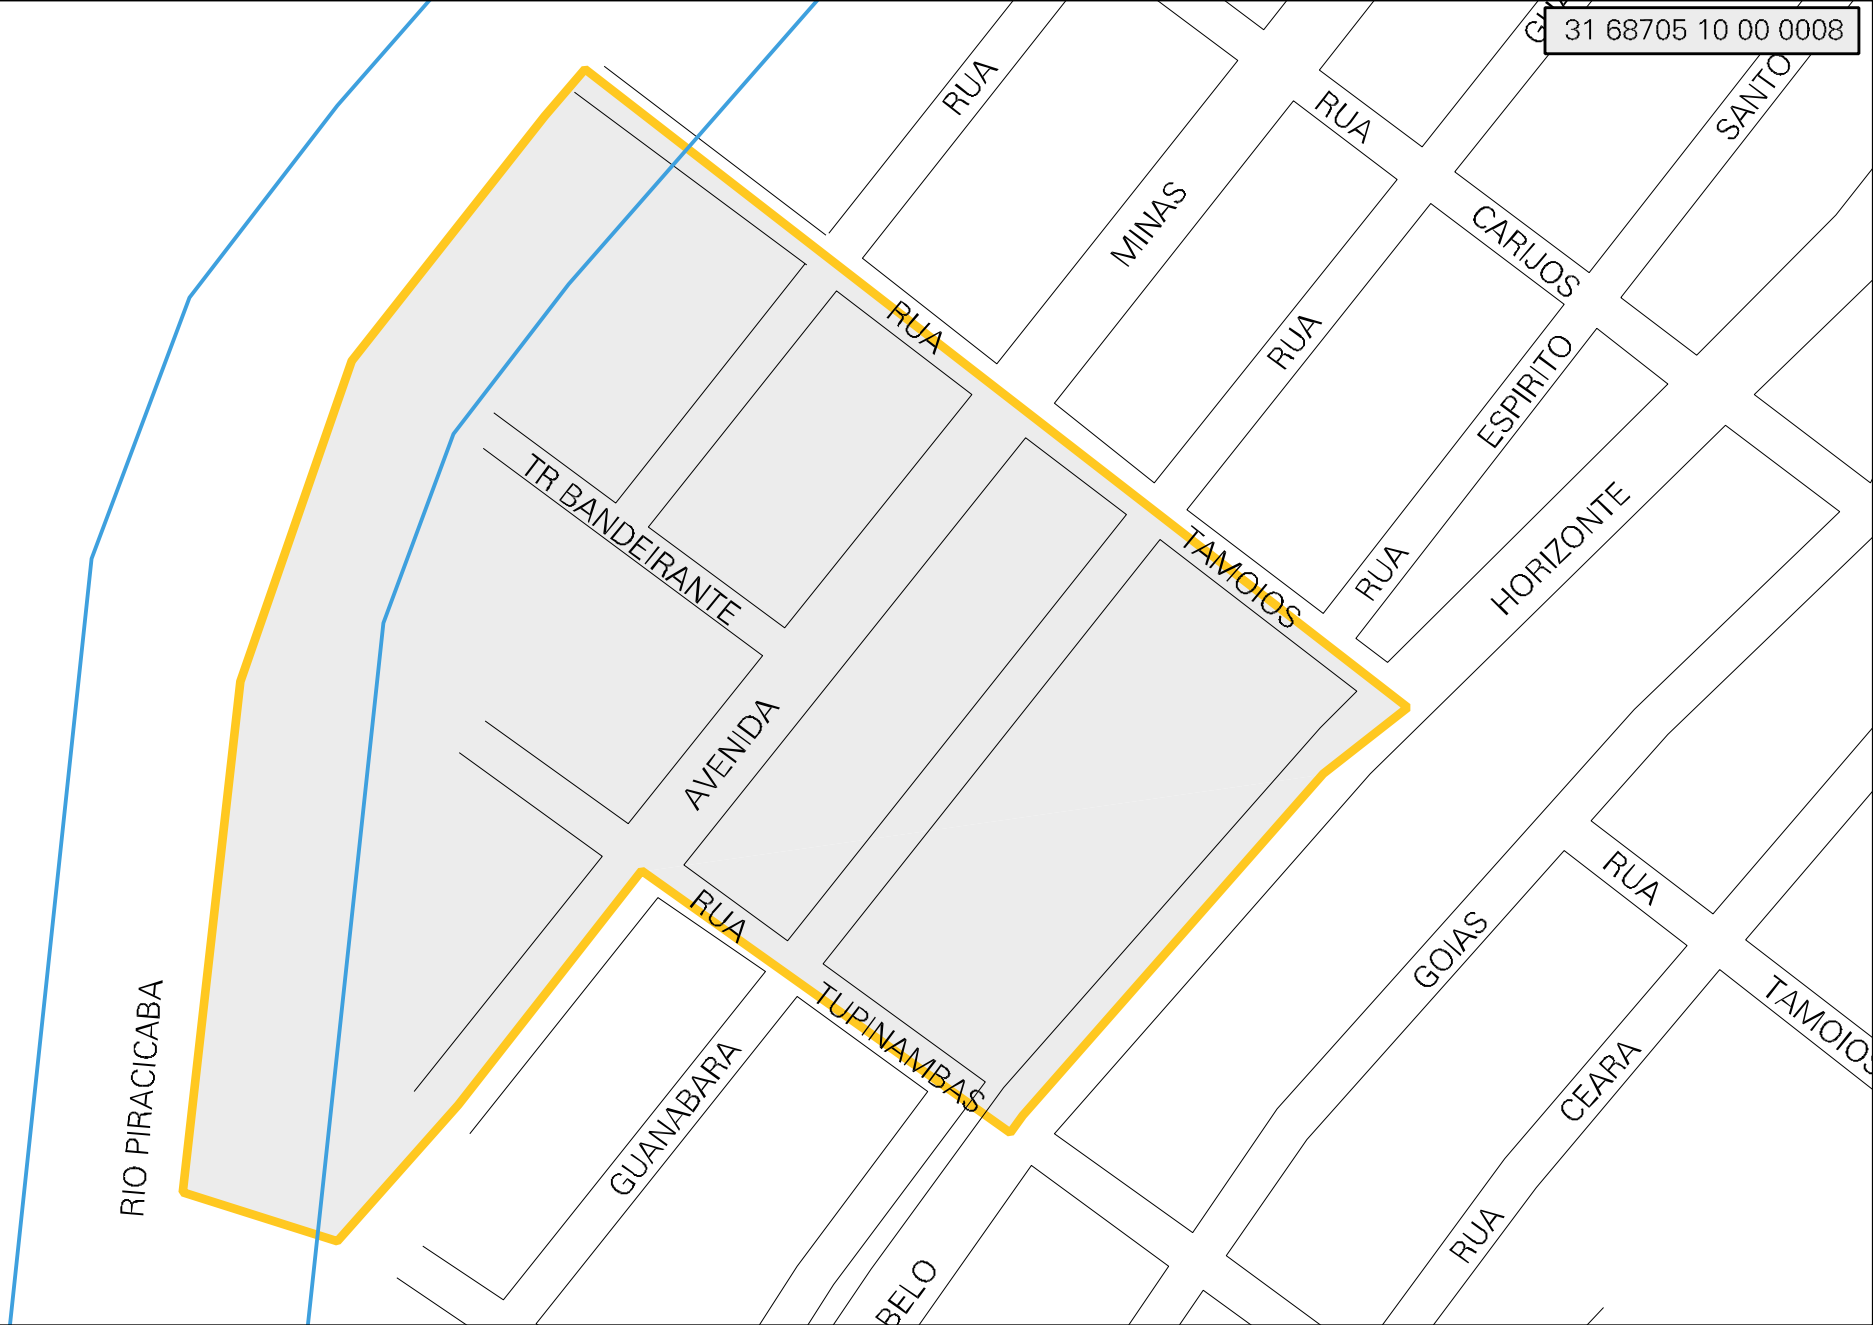 31 68705 10 00 0008
RUA
SANTO
RUA
MINAS
CARIJOS
RUA
RUA
ESPIRITO
TR BANDEIRANTE
HORIZONTE
TAMOIOS
RUA
AVENIDA
RUA
RUA
GOIAS
TUPINAMBAS
TAMOIOS
RIO PIRACICABA
GUANABARA
CEARA
RUA
BELO